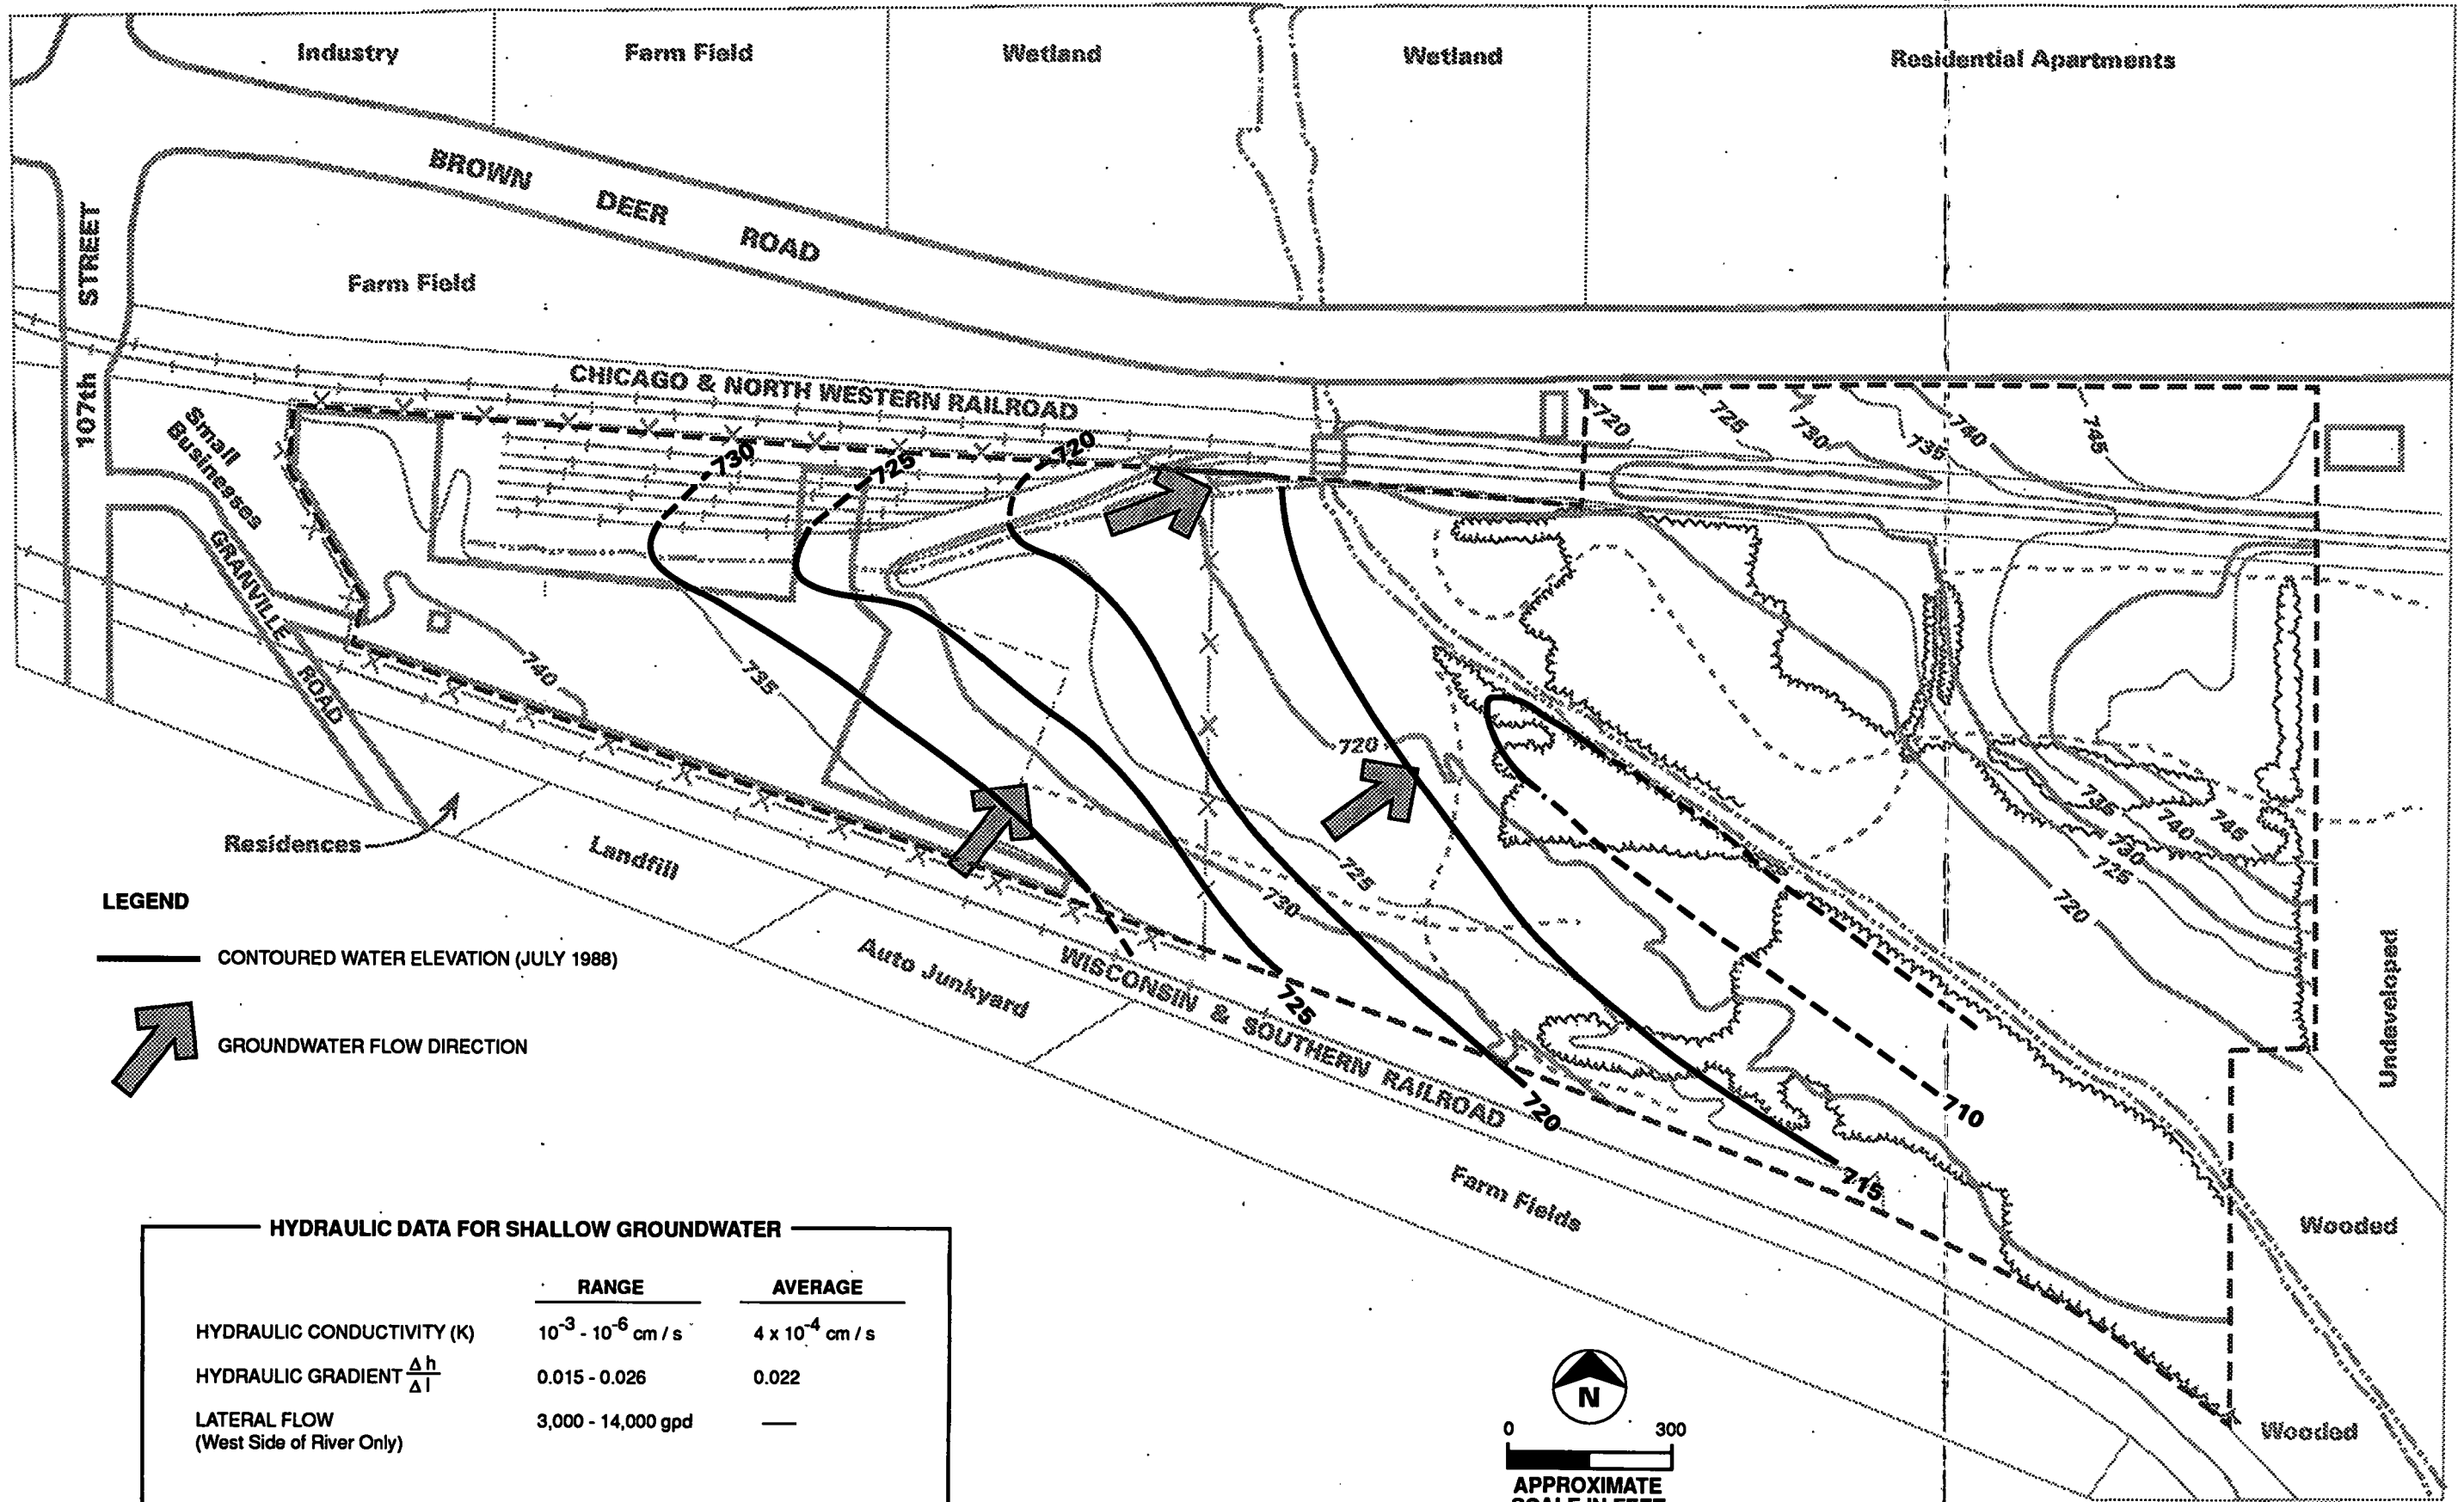 Industry
Farm Field
Wetland
Wetland
Residential Apartments
BROWN DEER ROAD
107th STREET
Farm Field
CHICAGO & NORTH WESTERN RAILROAD
Small
Businesses
GRANVILLE ROAD
730
725
720
720
725
730
735
740
745
740
735
720
725
730
735
740
745
730
725
720
Residences
Landfill
Auto Junkyard
WISCONSIN & SOUTHERN RAILROAD
725
720
715
710
Farm Fields
Undeveloped
Wooded
Wooded
LEGEND
CONTOURED WATER ELEVATION (JULY 1988)
GROUNDWATER FLOW DIRECTION
HYDRAULIC DATA FOR SHALLOW GROUNDWATER
RANGE AVERAGE
HYDRAULIC CONDUCTIVITY (K) 10-3 - 10-6 cm / s 4 x 10-4 cm / s
HYDRAULIC GRADIENT Δ h / Δ l 0.015 - 0.026 0.022
LATERAL FLOW 3,000 - 14,000 gpd —
(West Side of River Only)
N
0 300
APPROXIMATE
SCALE IN FEET